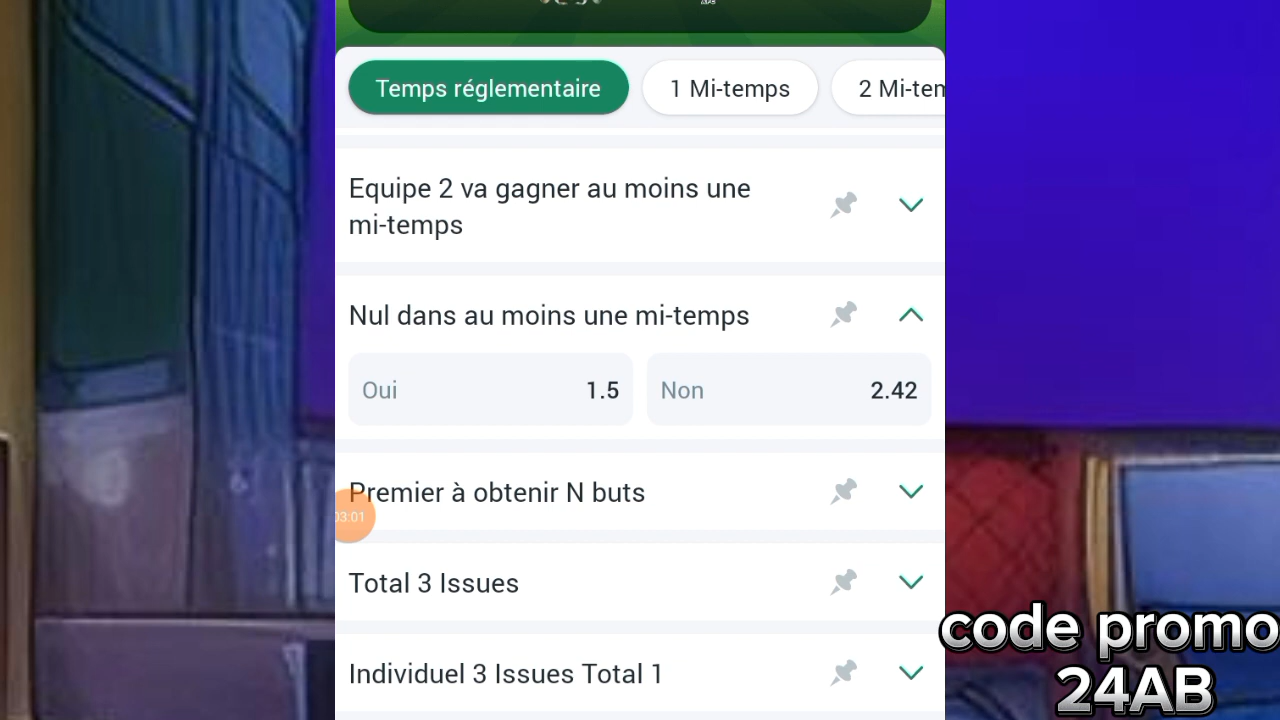 Temps réglementaire
1 Mi-temps
2 Mi-tem
Equipe 2 va gagner au moins une
mi-temps
Nul dans au moins une mi-temps
Oui
1.5
Non
2.42
Premier à obtenir N buts
03:01
Total 3 Issues
Individuel 3 Issues Total 1
code promo
24AB